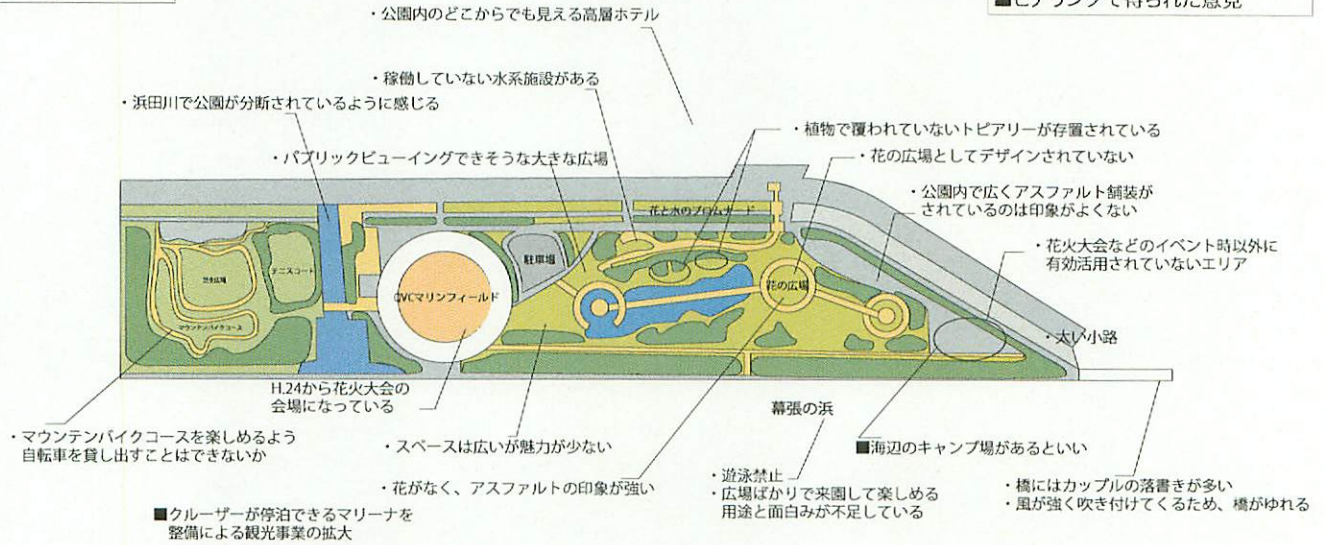 ■ヒアリングで得られた意見
・公園内のどこからでも見える高層ホテル
・稼働していない水系施設がある
・浜田川で公園が分断されているように感じる
・植物で覆われていないトピアリーが存置されている
・パブリックビューイングできそうな大きな広場
・花の広場としてデザインされていない
・公園内で広くアスファルト舗装が
されているのは印象がよくない
花と水のプロムナード
・花火大会などのイベント時以外に
有効活用されていないエリア
駐車場
テニスコート
芝生広場
QVCマリンフィールド
花の広場
マウンテンバイクコース
・太い小路
H.24から花火大会の
会場になっている
幕張の浜
・マウンテンバイクコースを楽しめるよう
自転車を貸し出すことはできないか
・スペースは広いが魅力が少ない
■海辺のキャンプ場があるといい
・遊泳禁止
・広場ばかりで来園して楽しめる
用途と面白みが不足している
・花がなく、アスファルトの印象が強い
・橋にはカップルの落書きが多い
・風が強く吹き付けてくるため、橋がゆれる
■クルーザーが停泊できるマリーナを
整備による観光事業の拡大